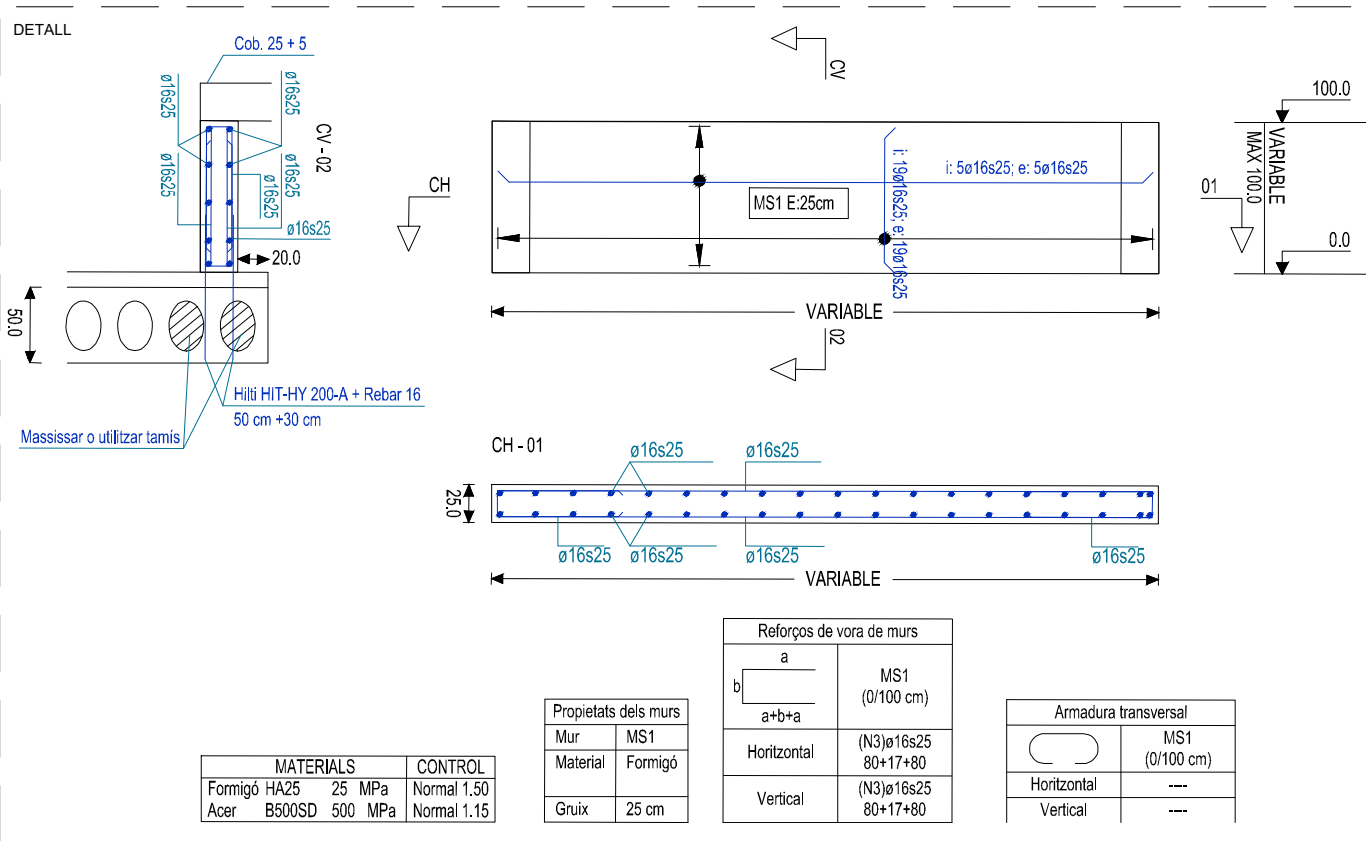 DETALL
Cob. 25 + 5
ø16s25
ø16s25
CV - 02
ø16s25
ø16s25
ø16s25
ø16s25
20.0
50.0
Hilti HIT-HY 200-A + Rebar 16
50 cm +30 cm
Massissar o utilitzar tamís
CV
CH
i: 5ø16s25; e: 5ø16s25
i: 19ø16s25; e: 19ø16s25
MS1 E:25cm
VARIABLE
02
01
100.0
VARIABLE
MAX 100.0
0.0
CH - 01
ø16s25
ø16s25
25.0
ø16s25
ø16s25
ø16s25
ø16s25
VARIABLE
MATERIALS CONTROL
Formigó HA25 25 MPa Normal 1.50
Acer B500SD 500 MPa Normal 1.15
Propietats dels murs
Mur MS1
Material Formigó
Gruix 25 cm
Reforços de vora de murs
a
b
a+b+a
MS1
(0/100 cm)
Horitzontal (N3)ø16s25
80+17+80
Vertical (N3)ø16s25
80+17+80
Armadura transversal
MS1
(0/100 cm)
Horitzontal ----
Vertical ----